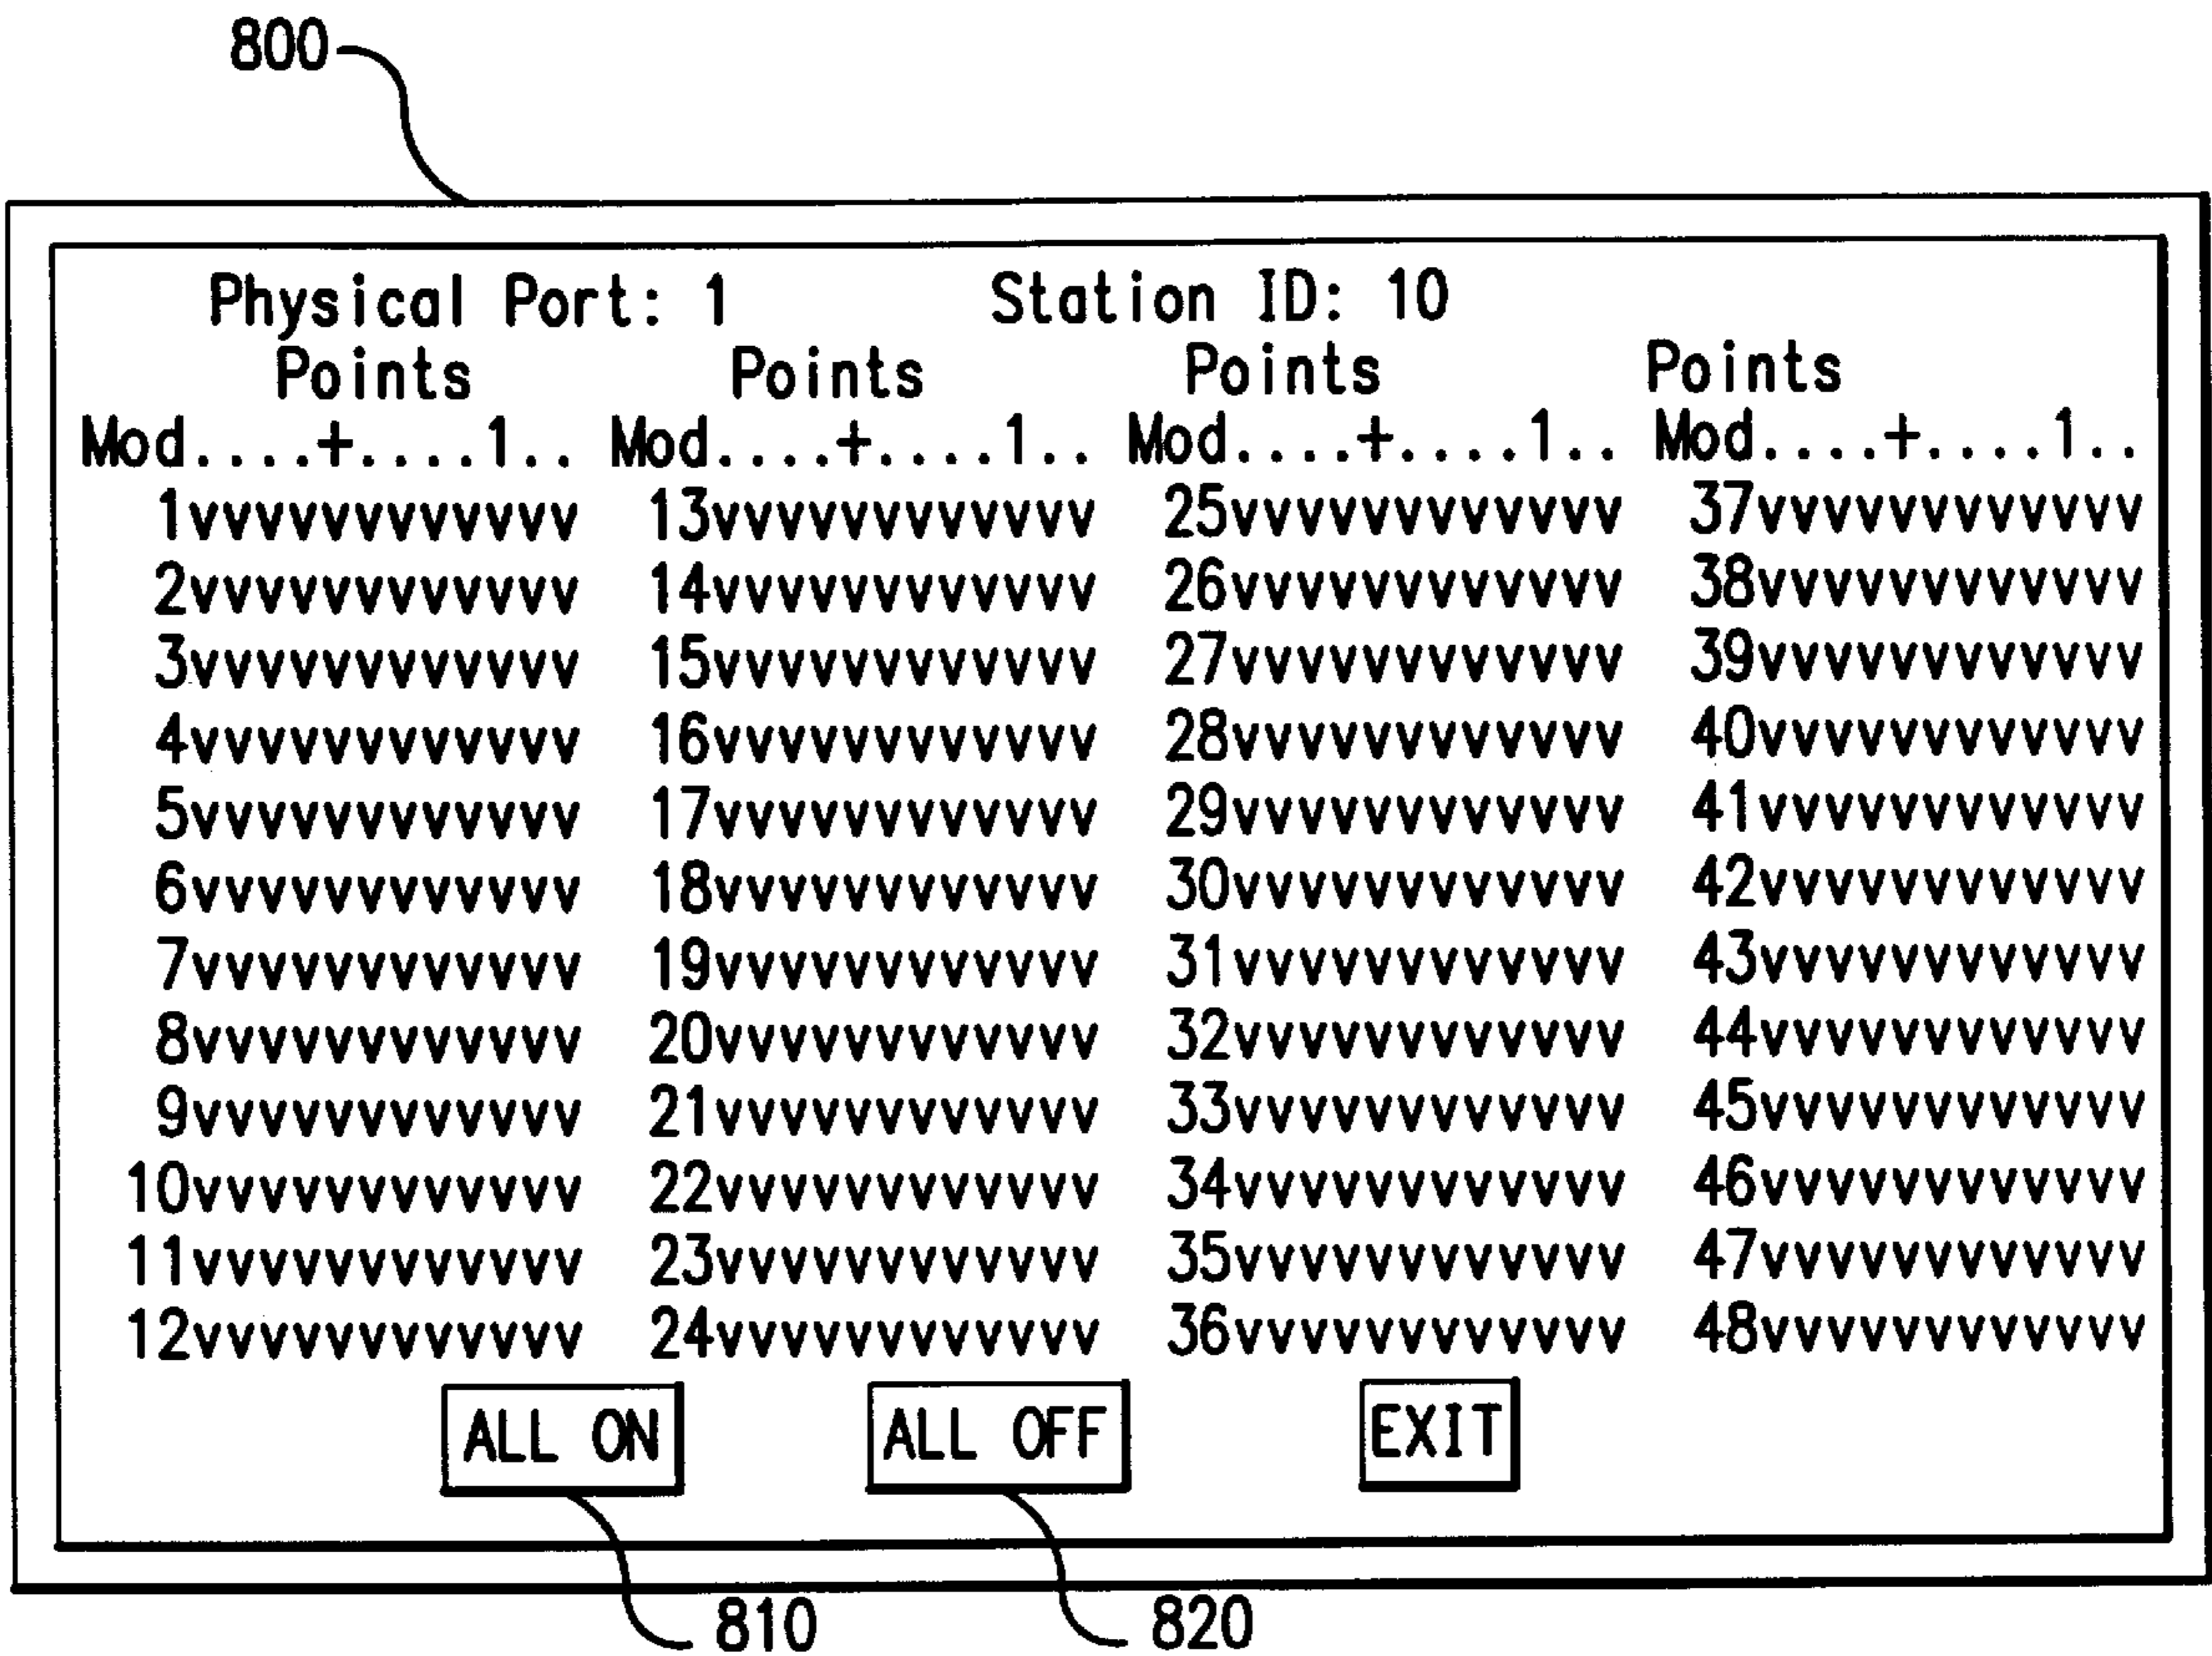 800
Physical Port: 1 Station ID: 10
Points Points Points Points
Mod....+....1.. Mod....+....1.. Mod....+....1.. Mod....+....1..
1vvvvvvvvvvvv 13vvvvvvvvvvvv 25vvvvvvvvvvvv 37vvvvvvvvvvvv
2vvvvvvvvvvvv 14vvvvvvvvvvvv 26vvvvvvvvvvvv 38vvvvvvvvvvvv
3vvvvvvvvvvvv 15vvvvvvvvvvvv 27vvvvvvvvvvvv 39vvvvvvvvvvvv
4vvvvvvvvvvvv 16vvvvvvvvvvvv 28vvvvvvvvvvvv 40vvvvvvvvvvvv
5vvvvvvvvvvvv 17vvvvvvvvvvvv 29vvvvvvvvvvvv 41vvvvvvvvvvvv
6vvvvvvvvvvvv 18vvvvvvvvvvvv 30vvvvvvvvvvvv 42vvvvvvvvvvvv
7vvvvvvvvvvvv 19vvvvvvvvvvvv 31vvvvvvvvvvvv 43vvvvvvvvvvvv
8vvvvvvvvvvvv 20vvvvvvvvvvvv 32vvvvvvvvvvvv 44vvvvvvvvvvvv
9vvvvvvvvvvvv 21vvvvvvvvvvvv 33vvvvvvvvvvvv 45vvvvvvvvvvvv
10vvvvvvvvvvvv 22vvvvvvvvvvvv 34vvvvvvvvvvvv 46vvvvvvvvvvvv
11vvvvvvvvvvvv 23vvvvvvvvvvvv 35vvvvvvvvvvvv 47vvvvvvvvvvvv
12vvvvvvvvvvvv 24vvvvvvvvvvvv 36vvvvvvvvvvvv 48vvvvvvvvvvvv
ALL ON ALL OFF EXIT
810 820